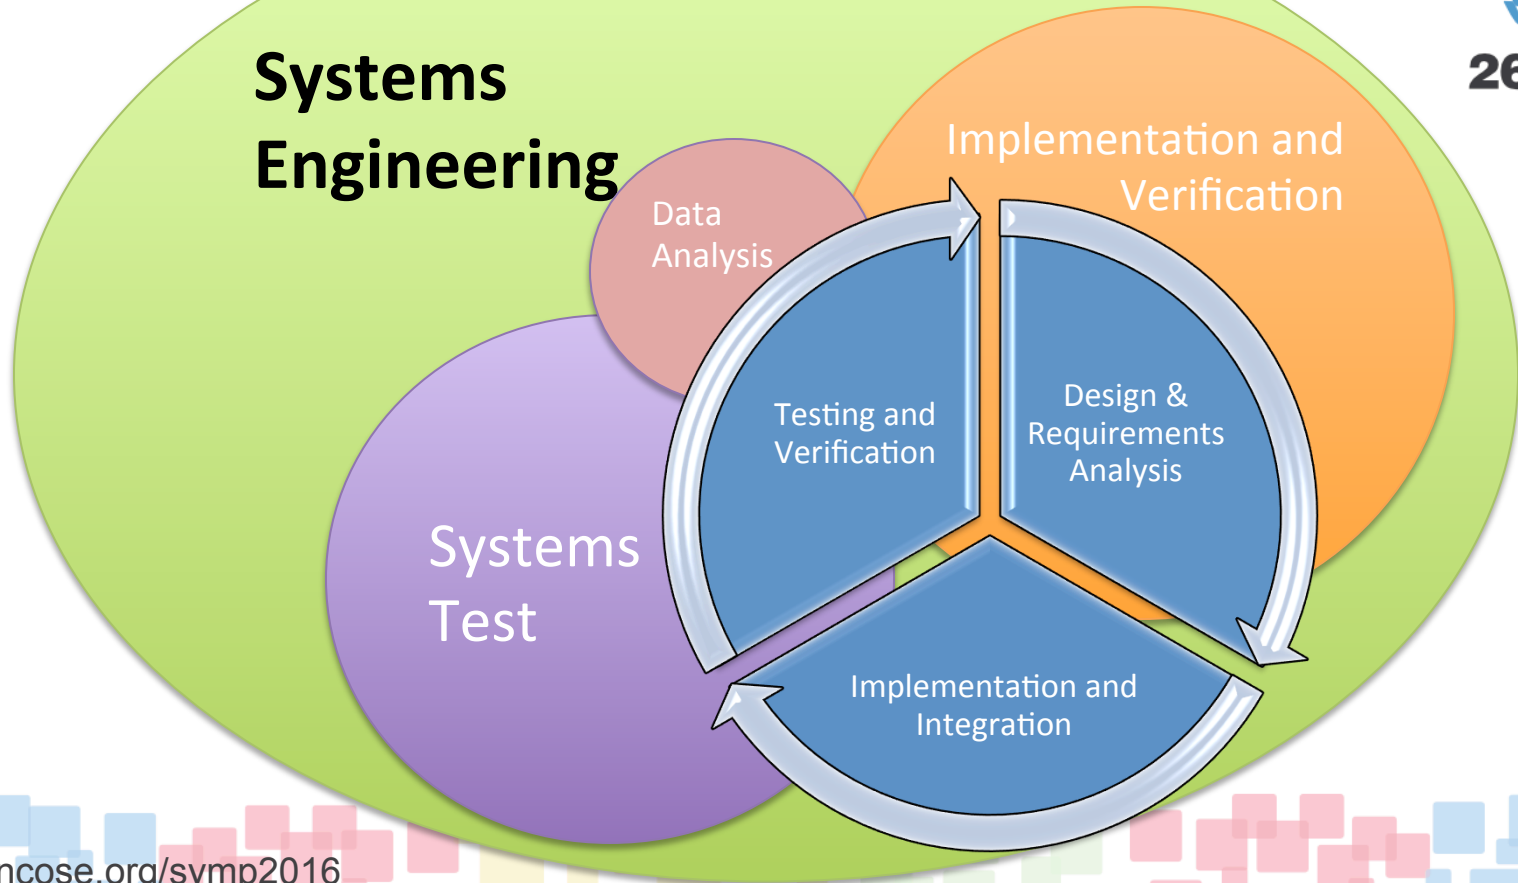 Systems
Engineering
26
Implementation and
Verification
Data
Analysis
Testing and
Verification
Design &
Requirements
Analysis
Systems
Test
Implementation and
Integration
ncose.org/symp2016